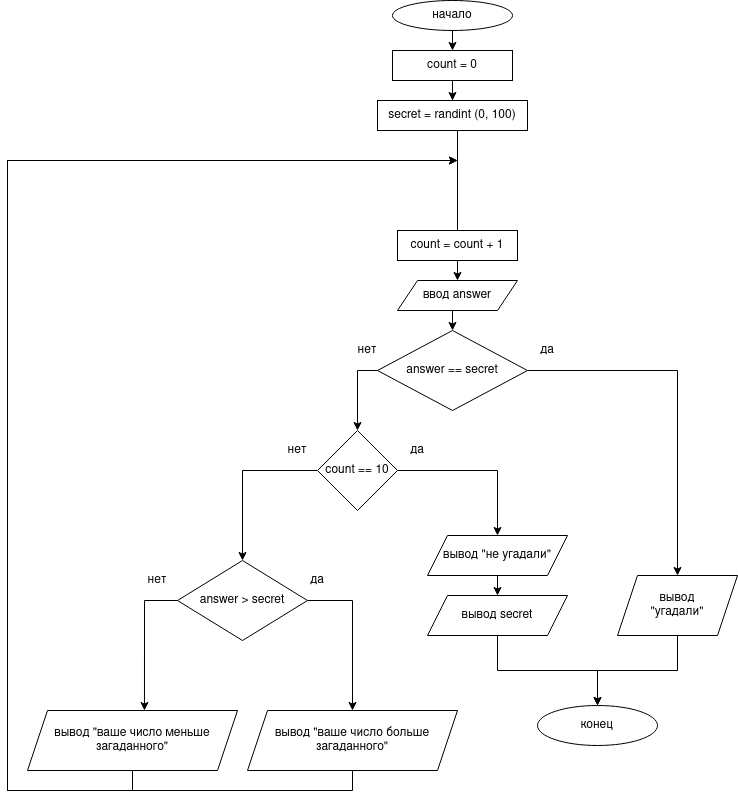 начало
count = 0
secret = randint (0, 100)
count = count + 1
ввод answer
нет
да
answer == secret
нет
да
count == 10
вывод "не угадали"
нет
да
answer > secret
вывод
"угадали"
вывод secret
вывод "ваше число меньше
загаданного"
вывод "ваше число больше
загаданного"
конец